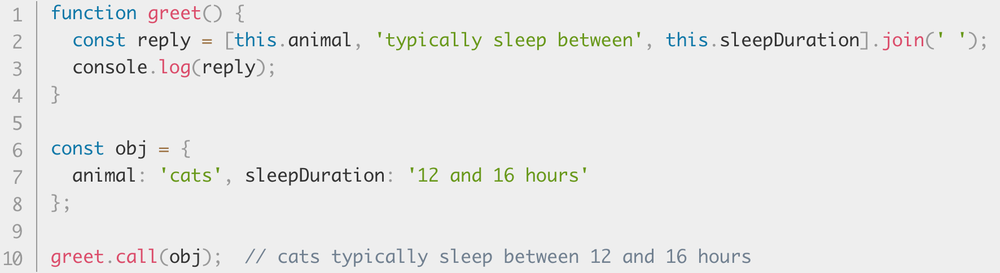 1 function greet() {
2   const reply = [this.animal, 'typically sleep between', this.sleepDuration].join(' ');
3   console.log(reply);
4 }
5
6 const obj = {
7   animal: 'cats', sleepDuration: '12 and 16 hours'
8 };
9
10 greet.call(obj);  // cats typically sleep between 12 and 16 hours